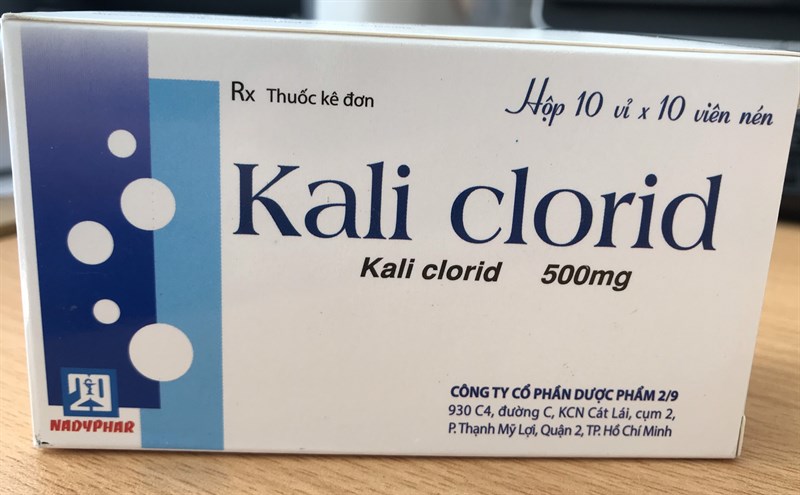 Rx Thuốc kê đơn
Hộp 10 vỉ x 10 viên nén
Kali clorid
Kali clorid 500mg
NADYPHAR
CÔNG TY CỔ PHẦN DƯỢC PHẨM 2/9
930 C4, đường C, KCN Cát Lái, cụm 2,
P. Thạnh Mỹ Lợi, Quận 2, TP. Hồ Chí Minh